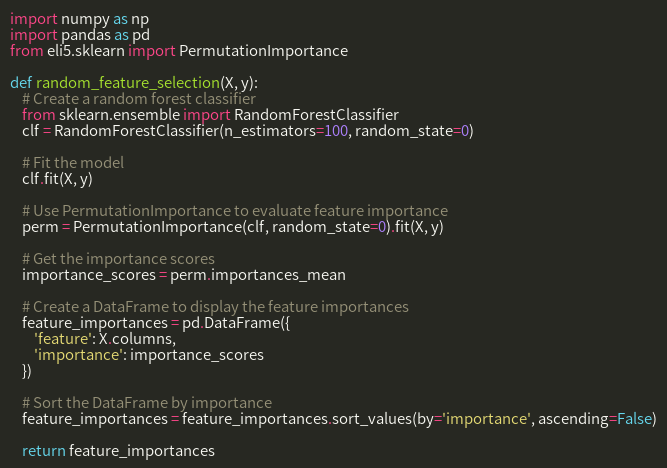 import numpy as np
import pandas as pd
from eli5.sklearn import PermutationImportance

def random_feature_selection(X, y):
    # Create a random forest classifier
    from sklearn.ensemble import RandomForestClassifier
    clf = RandomForestClassifier(n_estimators=100, random_state=0)

    # Fit the model
    clf.fit(X, y)

    # Use PermutationImportance to evaluate feature importance
    perm = PermutationImportance(clf, random_state=0).fit(X, y)

    # Get the importance scores
    importance_scores = perm.importances_mean

    # Create a DataFrame to display the feature importances
    feature_importances = pd.DataFrame({
        'feature': X.columns,
        'importance': importance_scores
    })

    # Sort the DataFrame by importance
    feature_importances = feature_importances.sort_values(by='importance', ascending=False)

    return feature_importances